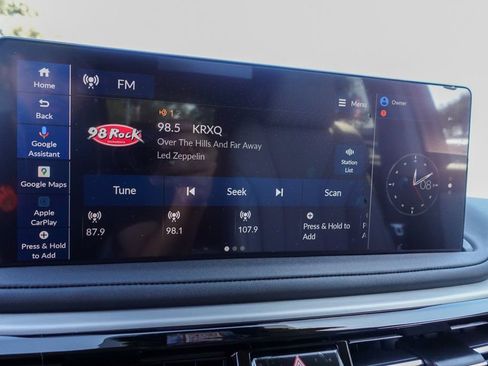 Home
FM
Back
Google
Assistant
Google Maps
Apple
CarPlay
Press & Hold
to Add
98 Rock
1
98.5 KRXQ
Over The Hills And Far Away
Led Zeppelin
Menu
Station
List
Tune
Seek
Scan
87.9
98.1
107.9
Press & Hold to
Add
P
A
Owner
08